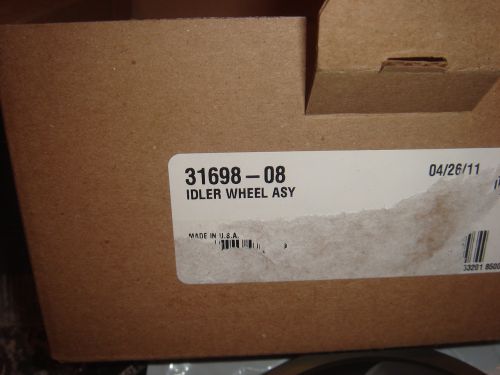 31698-08
04/26/11
IDLER WHEEL ASY
MADE IN U.S.A.